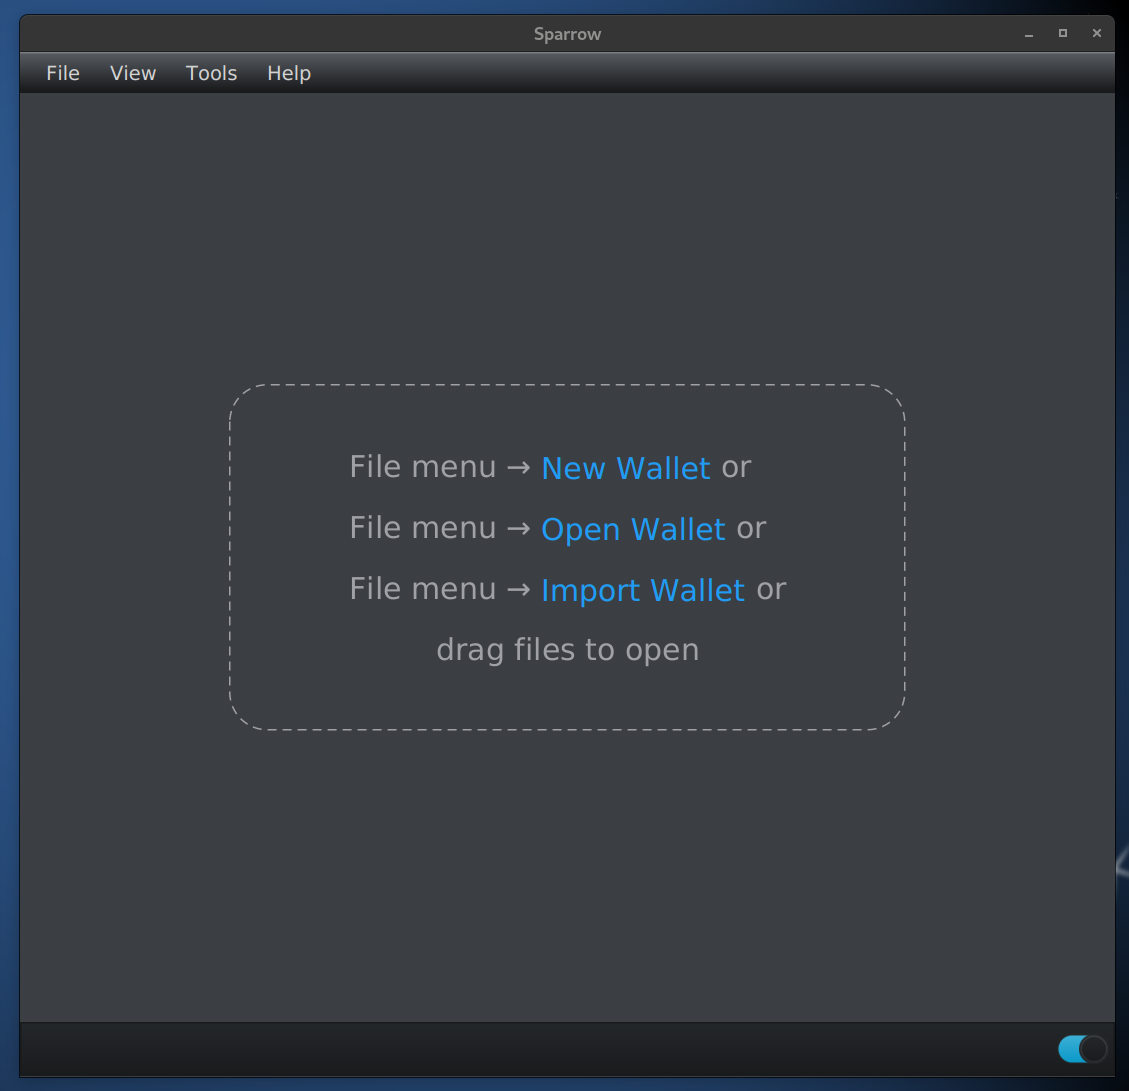 Sparrow
File View Tools Help
File menu → New Wallet or
File menu → Open Wallet or
File menu → Import Wallet or
drag files to open